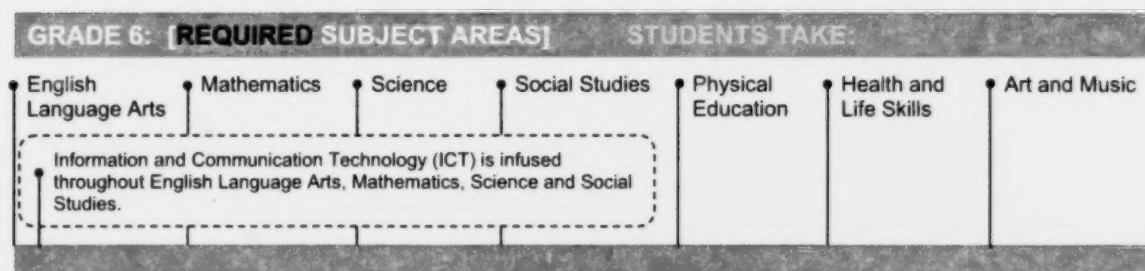 GRADE 6: [REQUIRED SUBJECT AREAS] STUDENTS TAKE:
English
Language Arts
Mathematics
Science
Social Studies
Physical
Education
Health and
Life Skills
Art and Music
Information and Communication Technology (ICT) is infused
throughout English Language Arts, Mathematics, Science and Social
Studies.